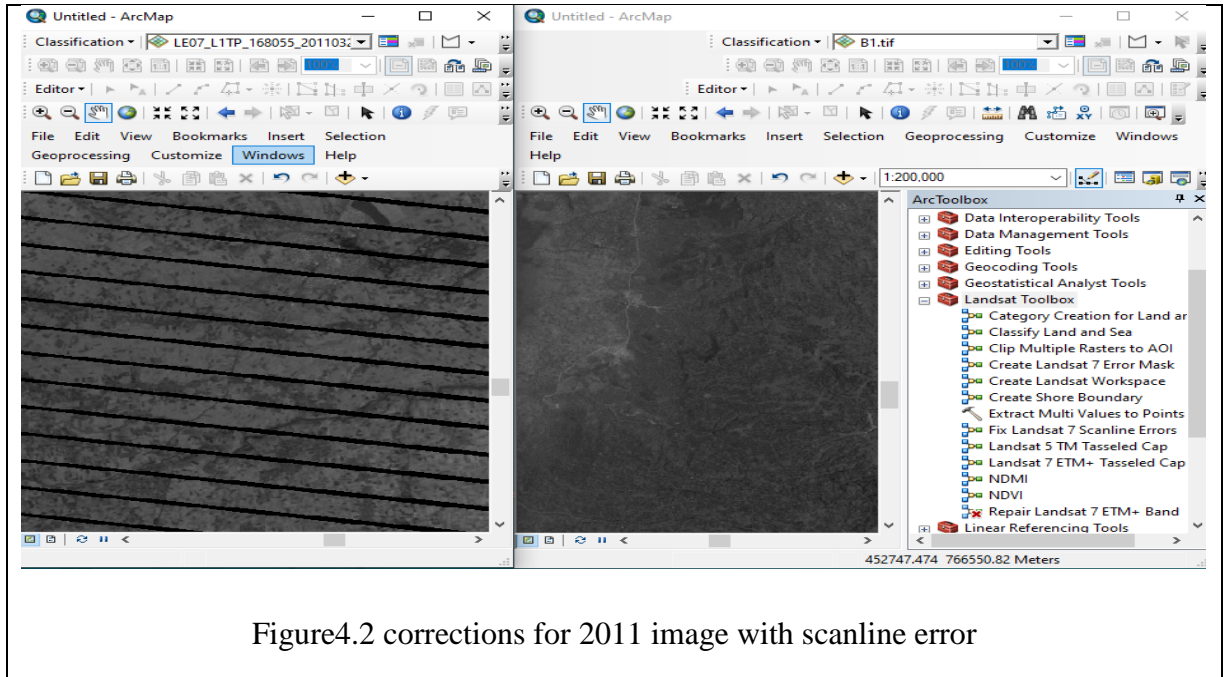 Untitled - ArcMap
Classification LE07_L1TP_168055_201103
100%
Editor
File Edit View Bookmarks Insert Selection
Geoprocessing Customize Windows Help
Untitled - ArcMap
Classification B1.tif
100%
Editor
File Edit View Bookmarks Insert Selection Geoprocessing Customize Windows
Help
1:200,000
ArcToolbox
Data Interoperability Tools
Data Management Tools
Editing Tools
Geocoding Tools
Geostatistical Analyst Tools
Landsat Toolbox
Category Creation for Land ar
Classify Land and Sea
Clip Multiple Rasters to AOI
Create Landsat 7 Error Mask
Create Landsat Workspace
Create Shore Boundary
Extract Multi Values to Points
Fix Landsat 7 Scanline Errors
Landsat 5 TM Tasseled Cap
Landsat 7 ETM+ Tasseled Cap
NDMI
NDVI
Repair Landsat 7 ETM+ Band
Linear Referencing Tools
452747.474 766550.82 Meters
Figure4.2 corrections for 2011 image with scanline error